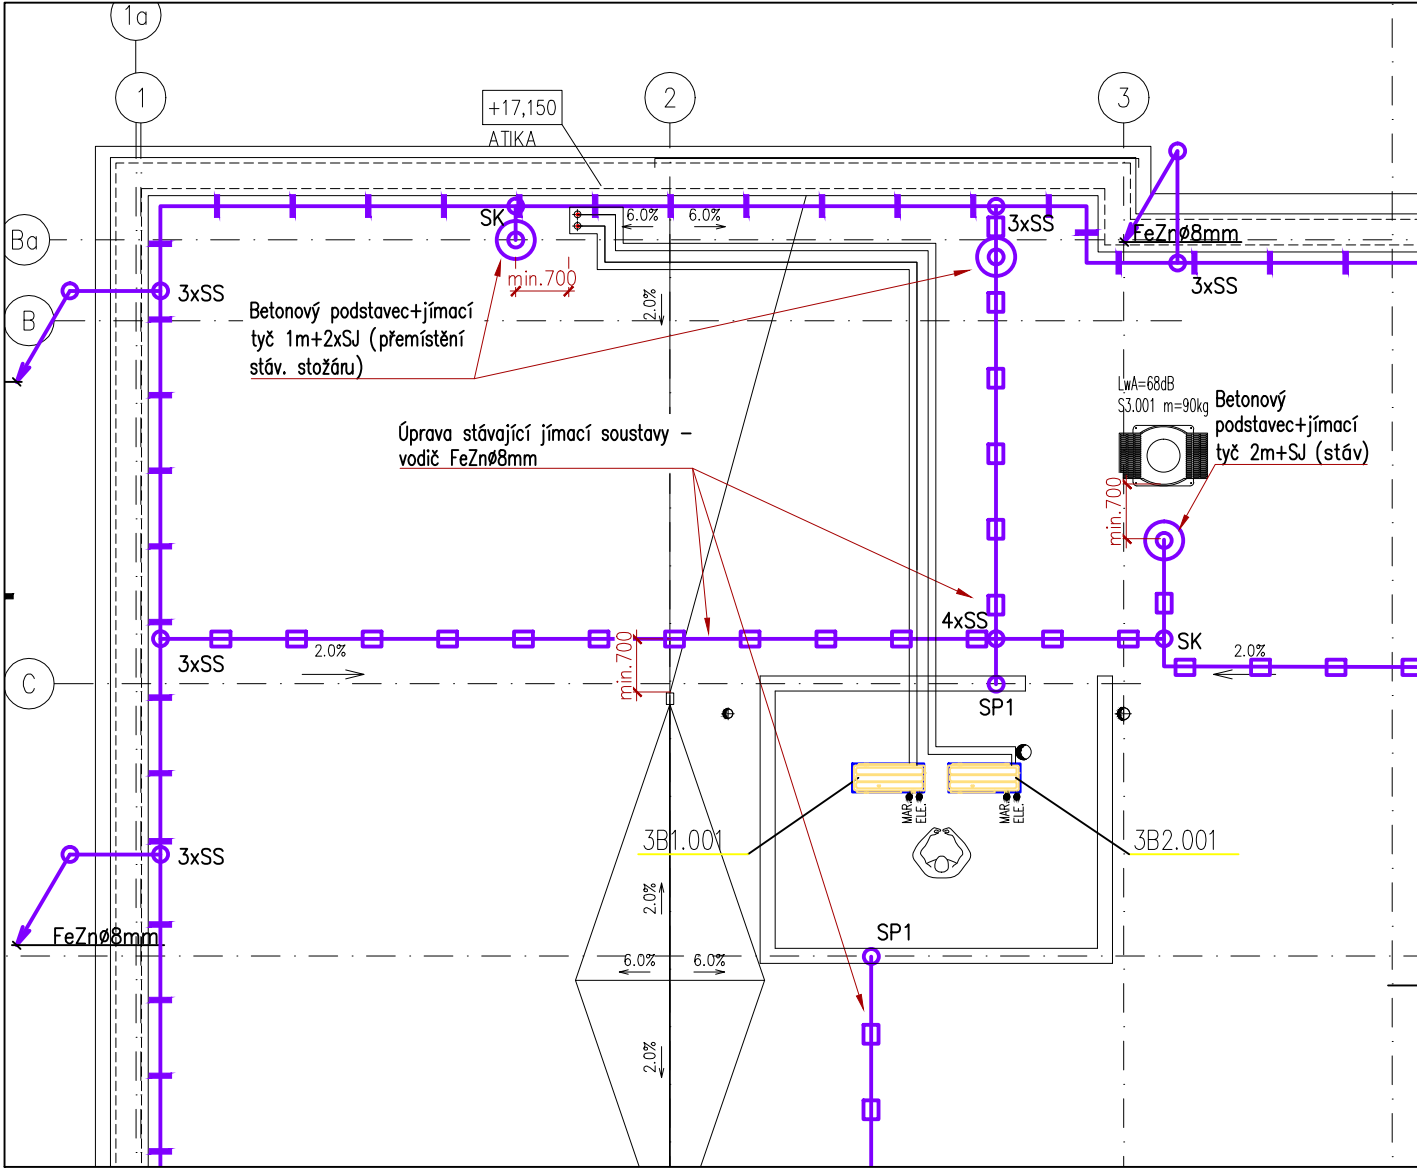 1a
1
2
3
+17,150
ATIKA
Ba
B
C
SK
6.0%
6.0%
3xSS
FeZnø8mm
3xSS
3xSS
min.700
2.0%
Betonový podstavec+jímací
tyč 1m+2xSJ (přemístění
stáv. stožáru)
LwA=68dB
S3.001 m=90kg
Betonový
podstavec+jímací
tyč 2m+SJ (stáv)
Úprava stávající jímací soustavy –
vodič FeZnø8mm
min.700
4xSS
SK
3xSS
2.0%
min.700
2.0%
SP1
MAR.
ELE.
MAR.
ELE.
3B1.001
3B2.001
3xSS
2.0%
FeZnø8mm
SP1
6.0%
6.0%
2.0%